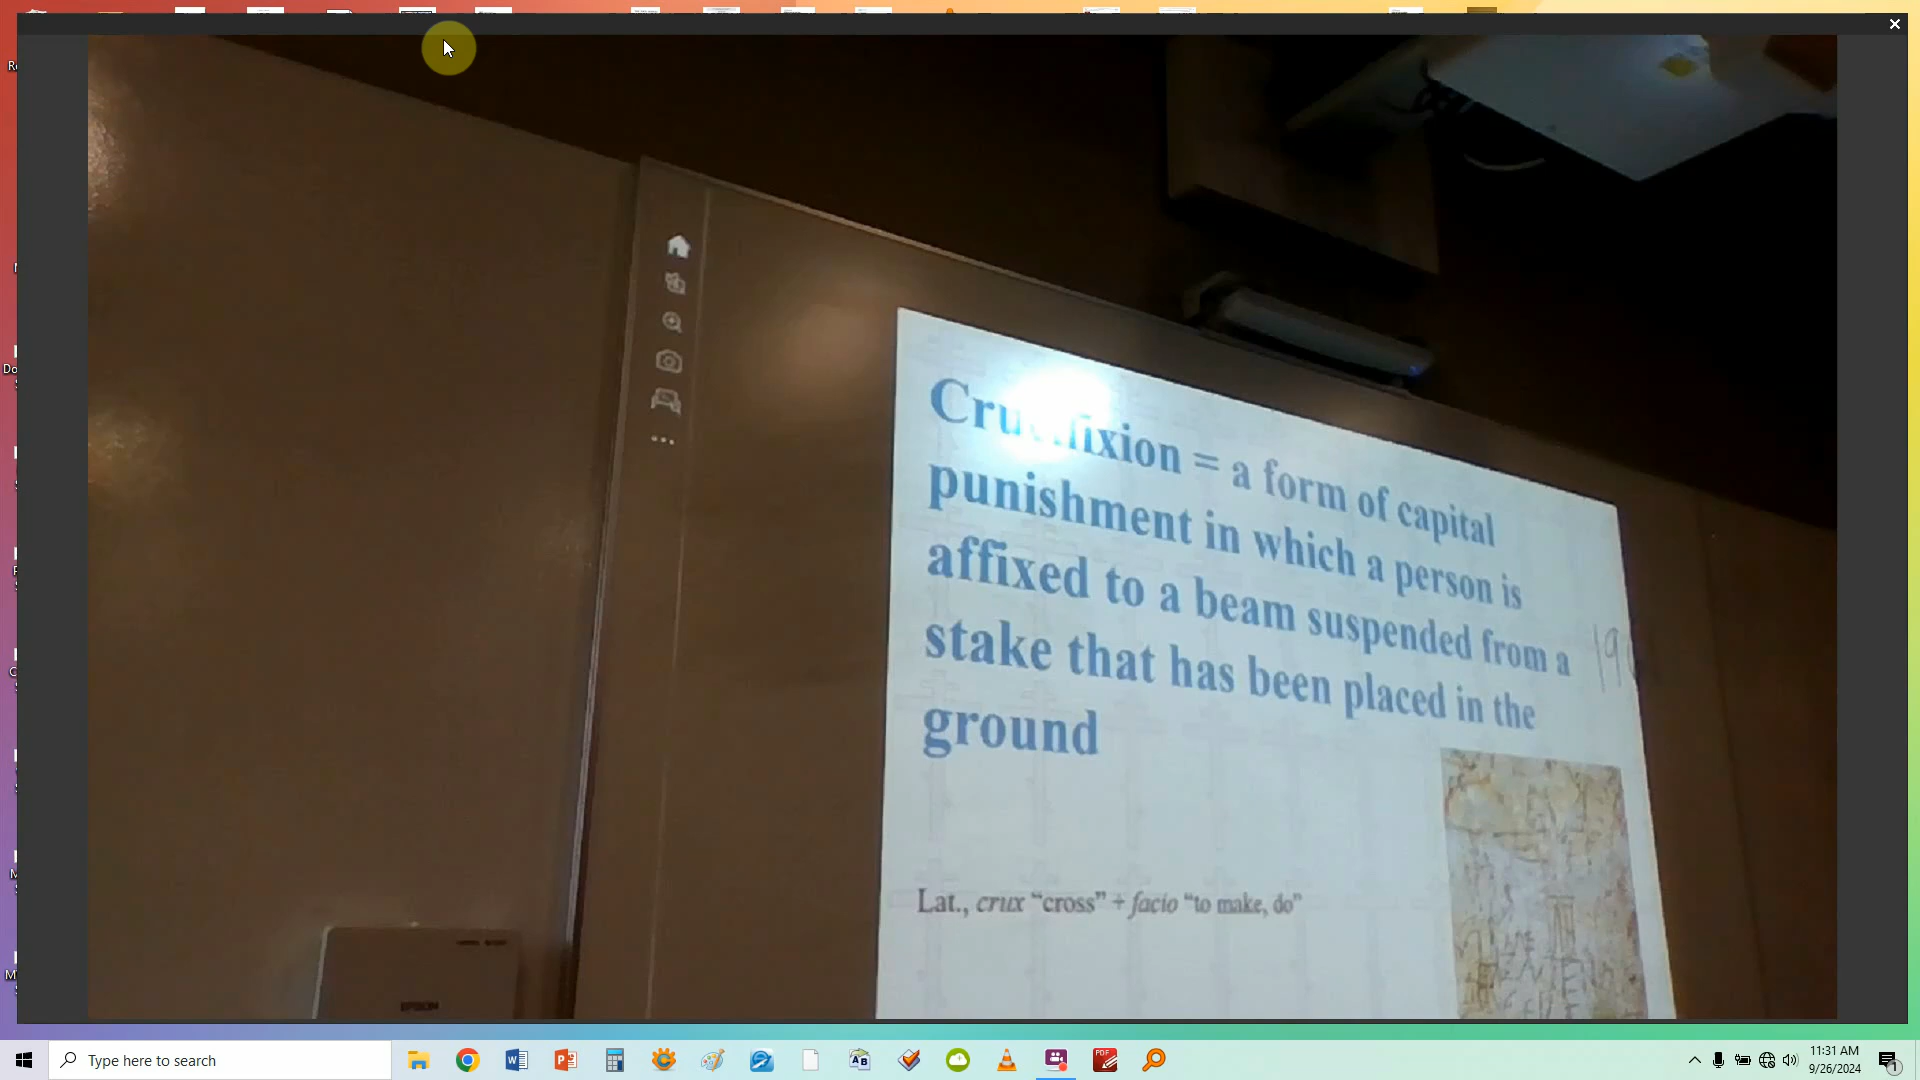 Crucifixion = a form of capital
punishment in which a person is
affixed to a beam suspended from a
stake that has been placed in the
ground
Lat., crux “cross” + facio “to make, do”
EPSON
Type here to search
11:31 AM
9/26/2024